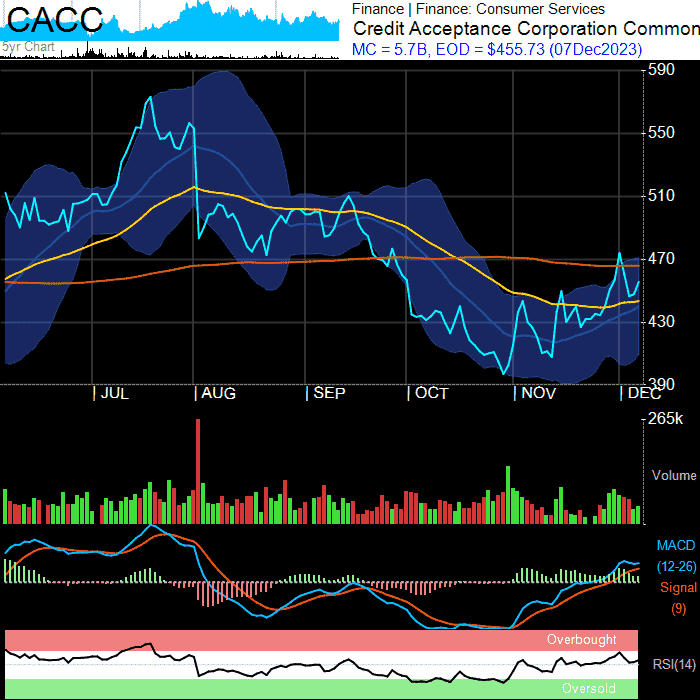 CACC
5yr Chart
Finance | Finance: Consumer Services
Credit Acceptance Corporation Common
MC = 5.7B, EOD = $455.73 (07Dec2023)
590
550
510
470
430
390
JUL AUG SEP OCT NOV DEC
265k
Volume
MACD
(12-26)
Signal
(9)
Overbought
RSI(14)
Oversold